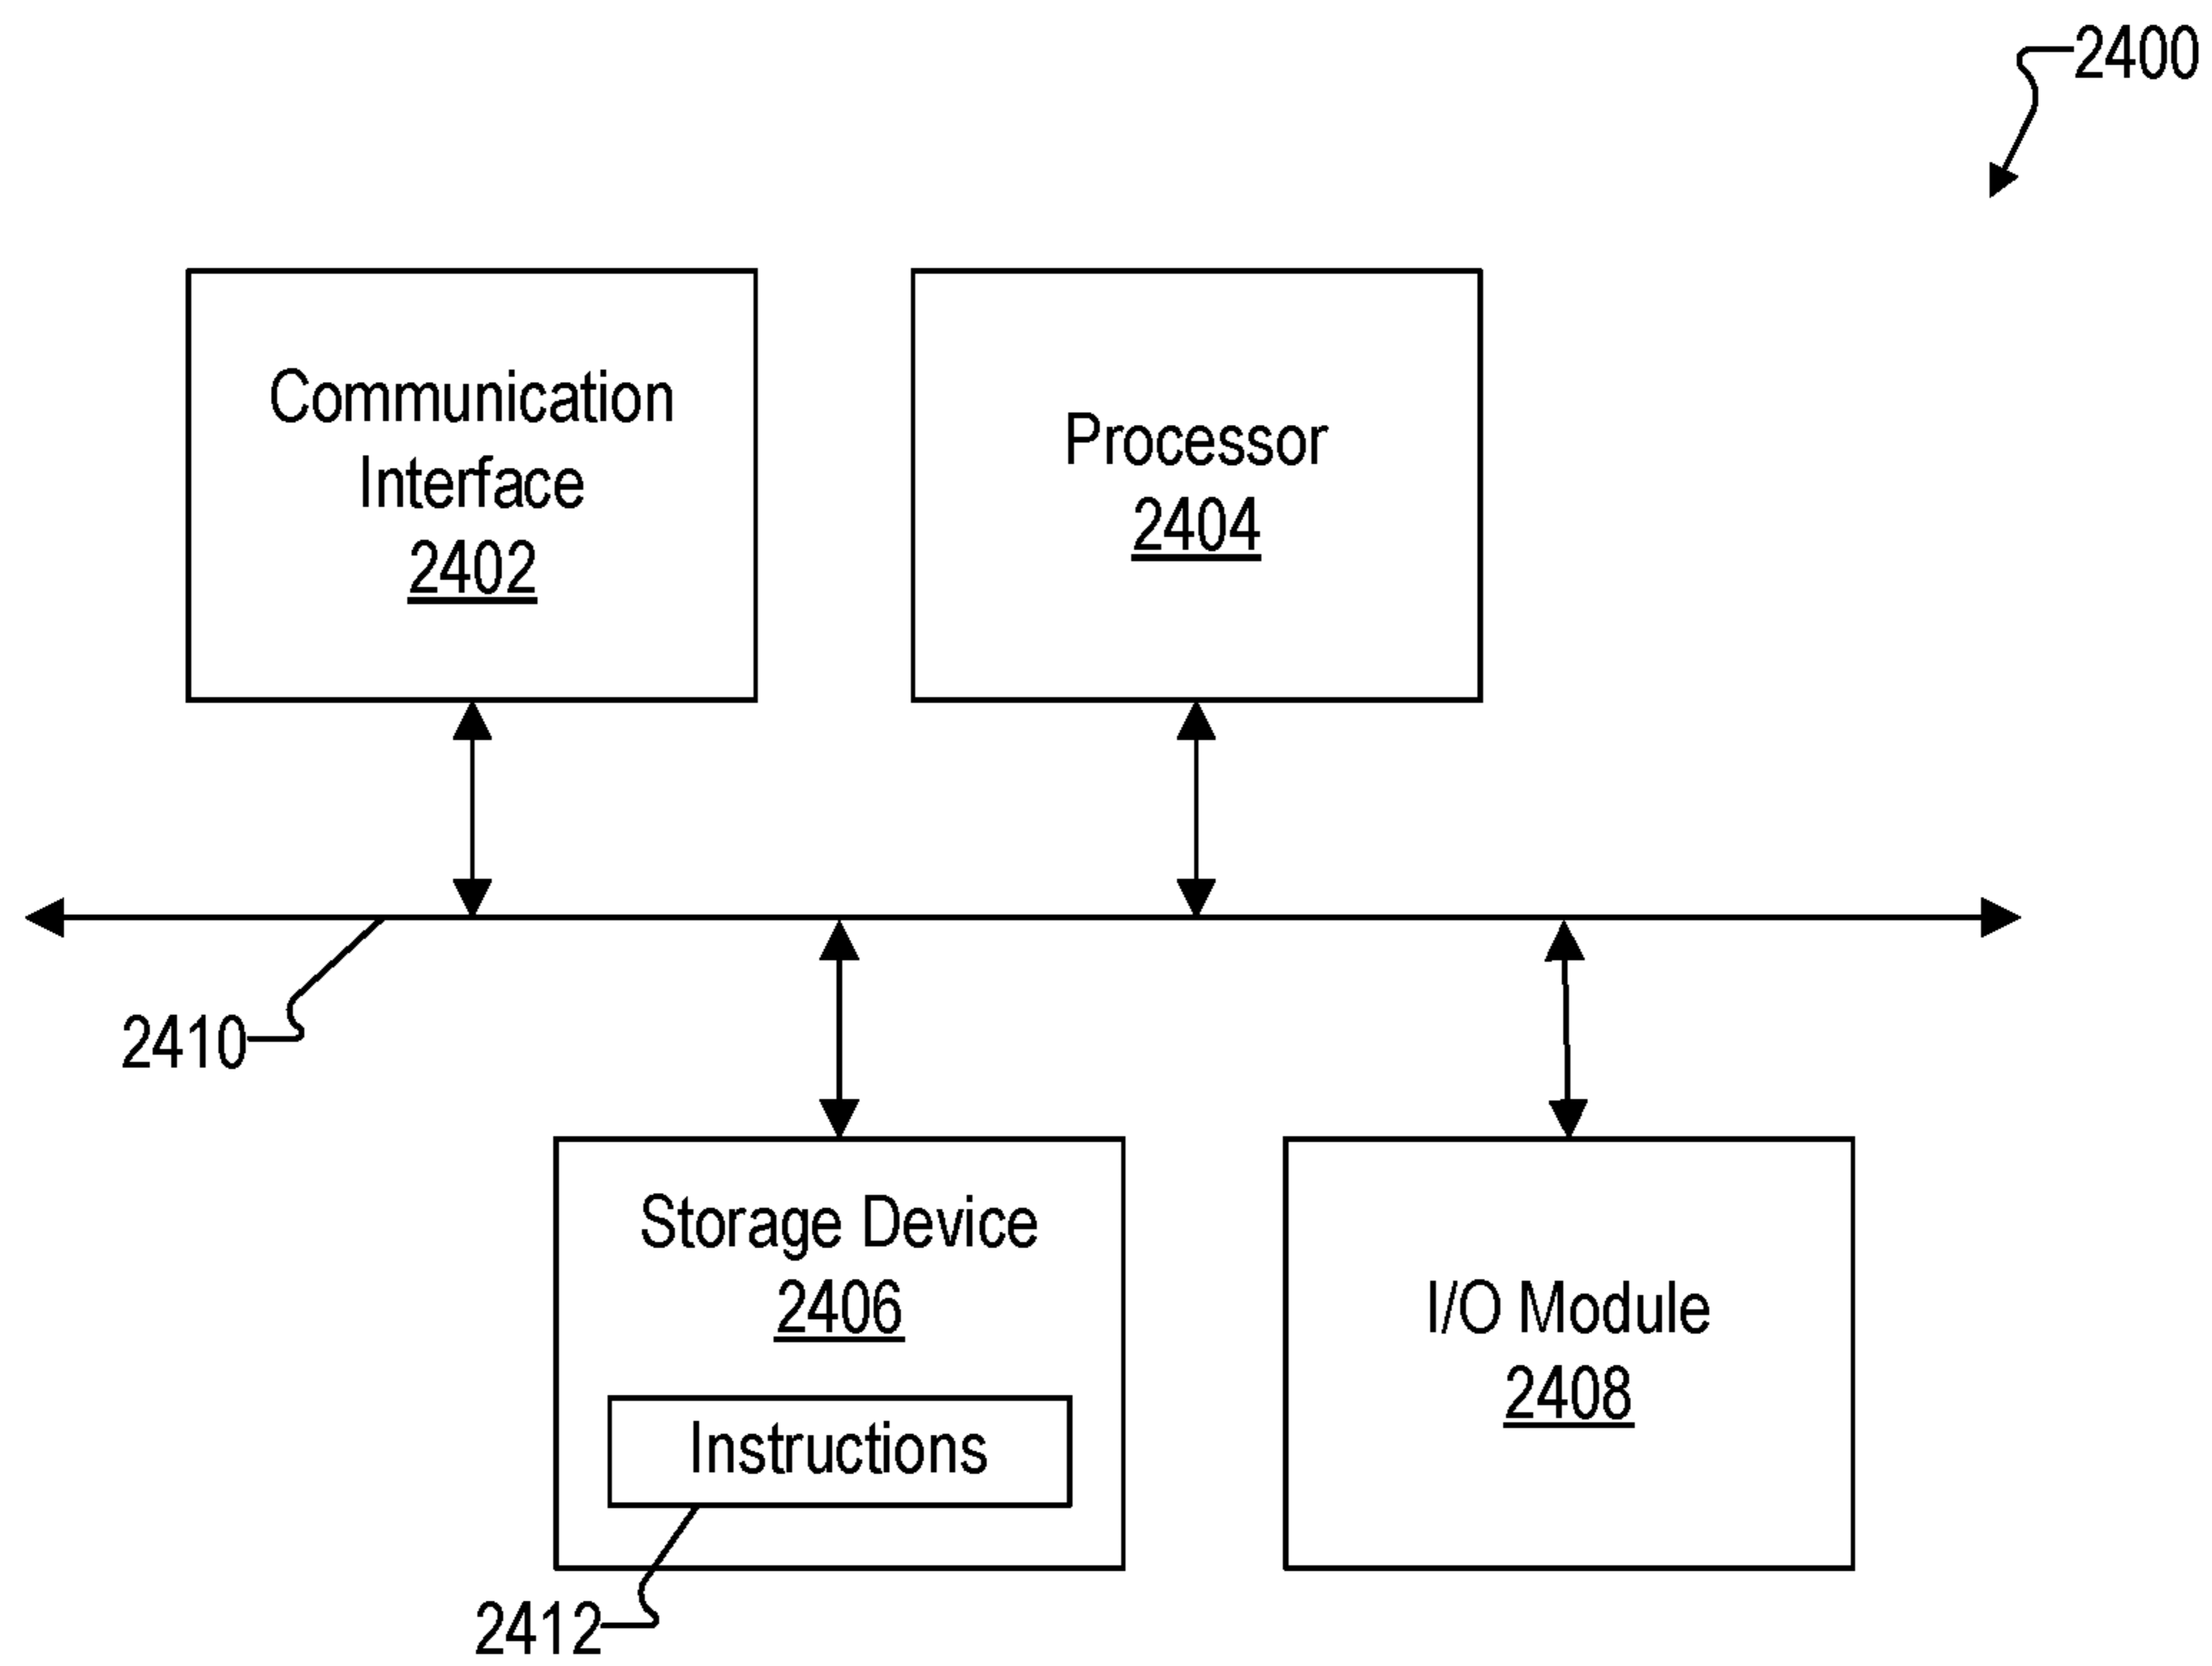 2400
Communication
Interface
2402
Processor
2404
2410
Storage Device
2406
Instructions
2412
I/O Module
2408